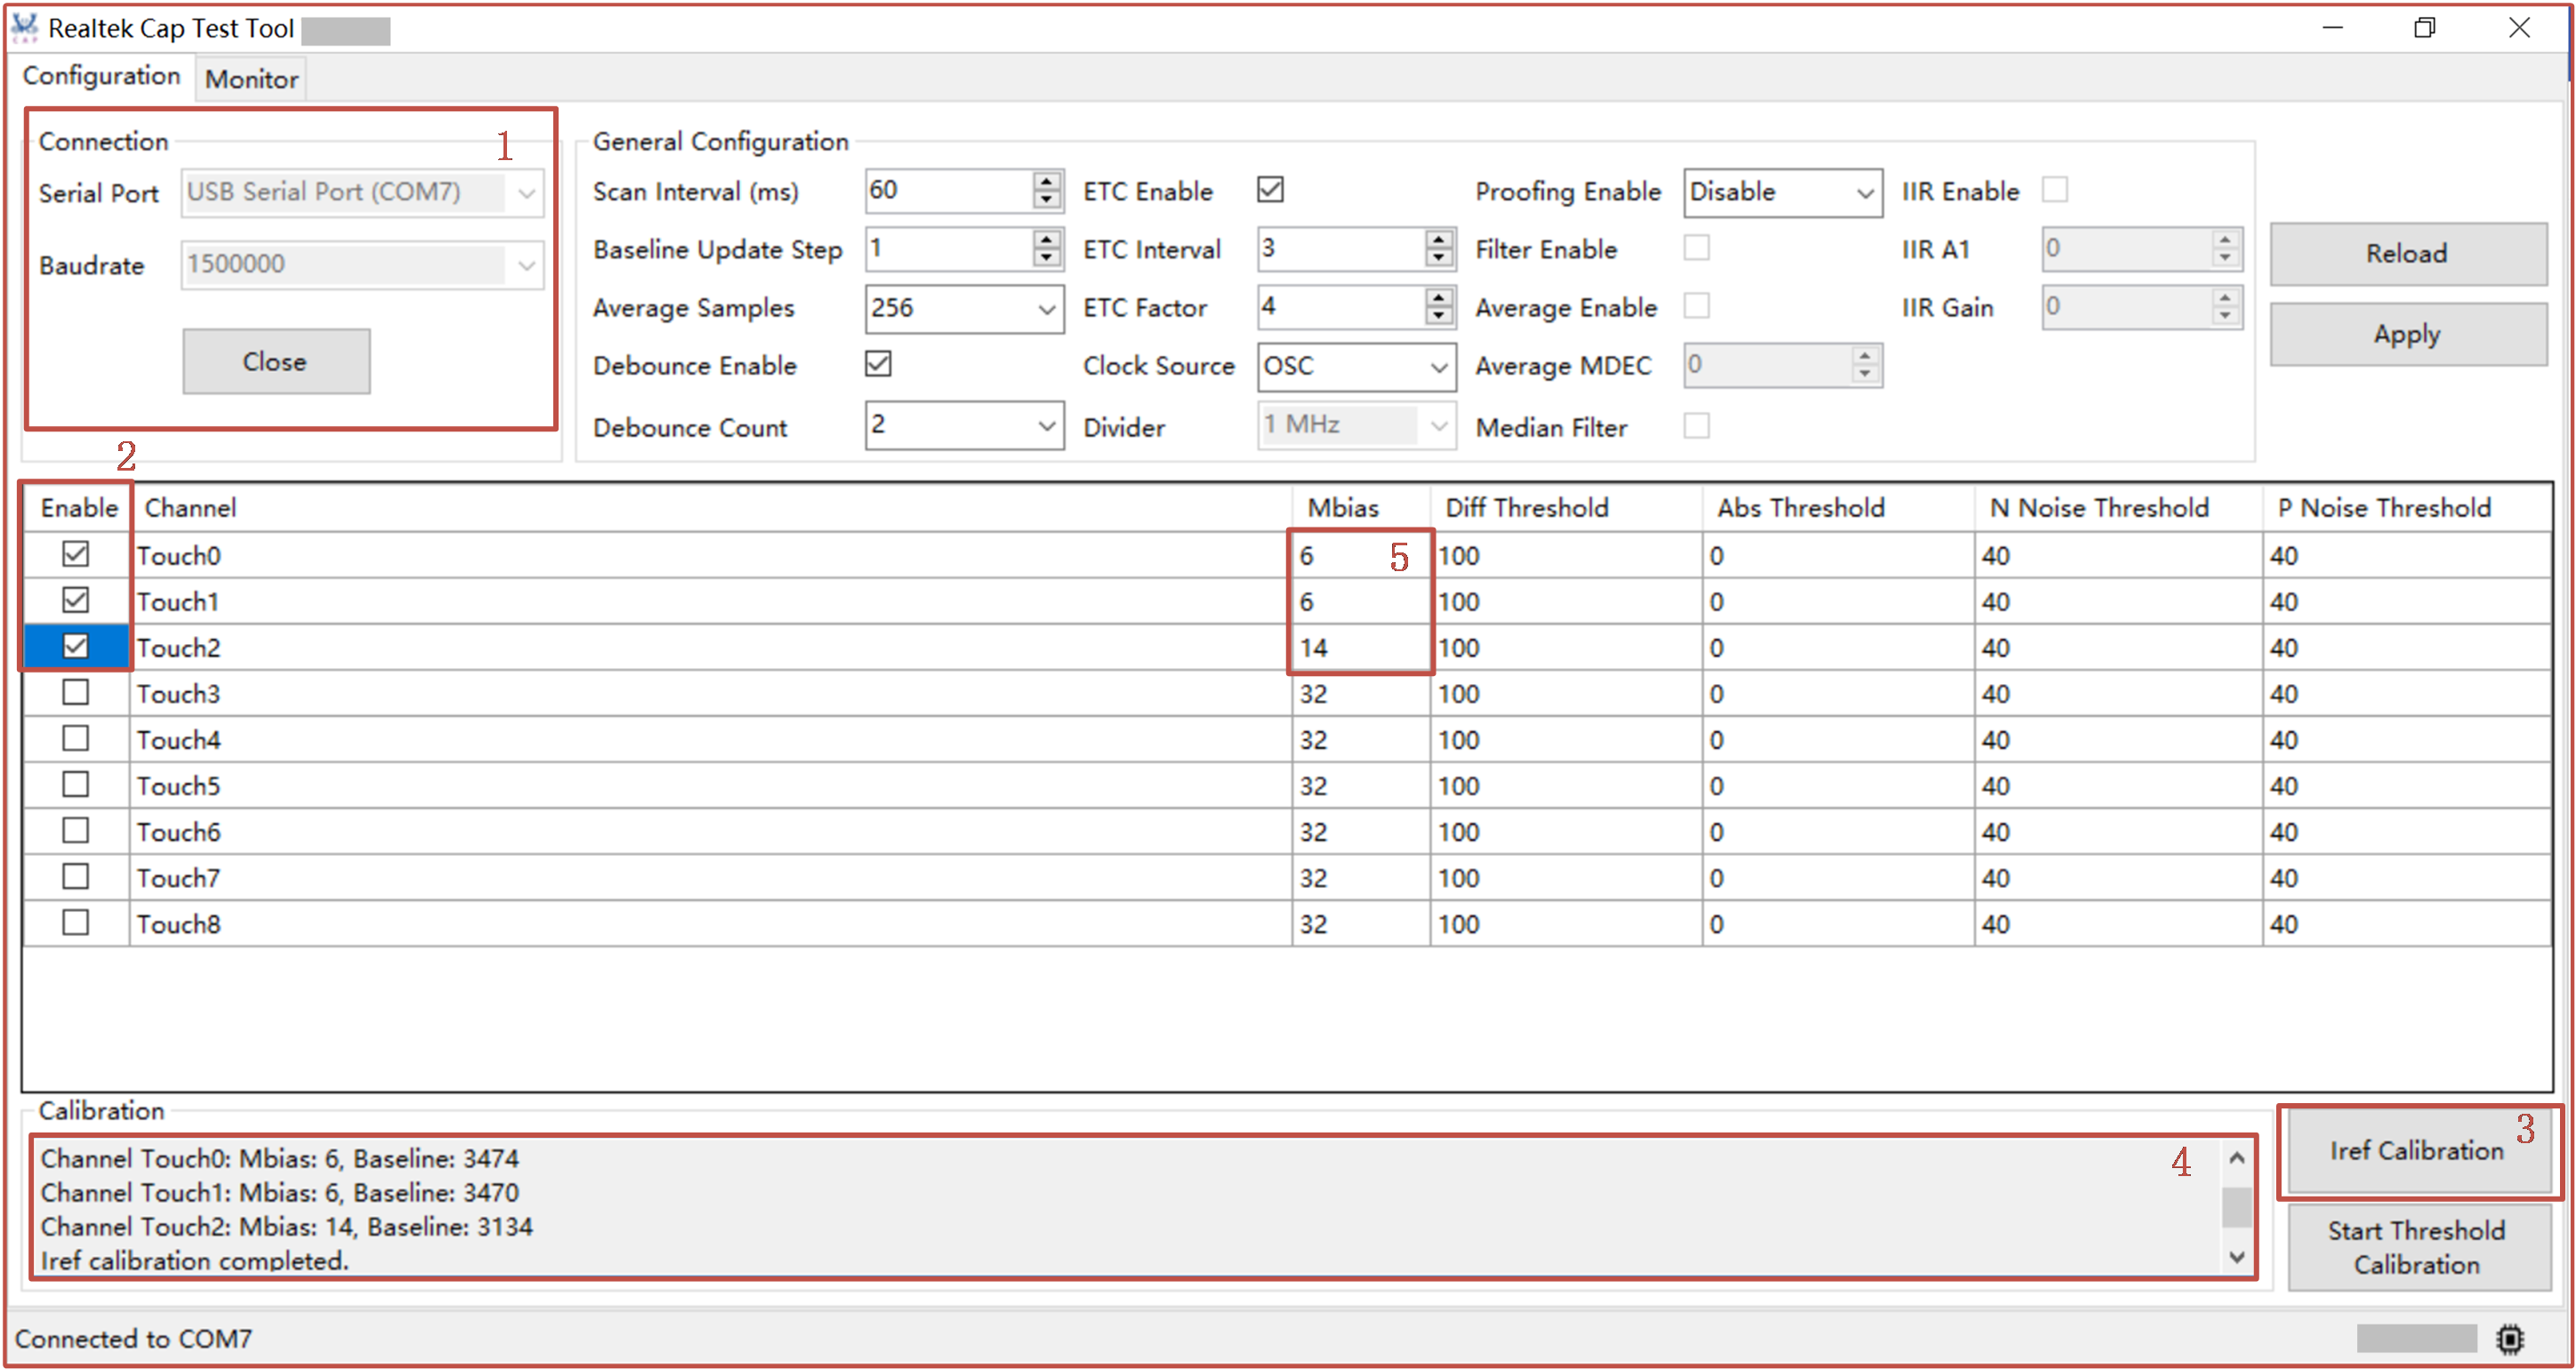 Realtek Cap Test Tool
CAP
Configuration Monitor
Connection 1
Serial Port USB Serial Port (COM7)
Baudrate 1500000
Close
General Configuration
Scan Interval (ms) 60 ETC Enable Proofing Enable Disable IIR Enable
Baseline Update Step 1 ETC Interval 3 Filter Enable IIR A1 0
Average Samples 256 ETC Factor 4 Average Enable IIR Gain 0
Debounce Enable Clock Source OSC Average MDEC 0
Debounce Count 2 Divider 1 MHz Median Filter
Reload
Apply
2
Enable Channel Mbias Diff Threshold Abs Threshold N Noise Threshold P Noise Threshold
Touch0 6 5 100 0 40 40
Touch1 6 100 0 40 40
Touch2 14 100 0 40 40
Touch3 32 100 0 40 40
Touch4 32 100 0 40 40
Touch5 32 100 0 40 40
Touch6 32 100 0 40 40
Touch7 32 100 0 40 40
Touch8 32 100 0 40 40
Calibration
Channel Touch0: Mbias: 6, Baseline: 3474
Channel Touch1: Mbias: 6, Baseline: 3470
Channel Touch2: Mbias: 14, Baseline: 3134
Iref calibration completed.
4
3
Iref Calibration
Start Threshold
Calibration
Connected to COM7